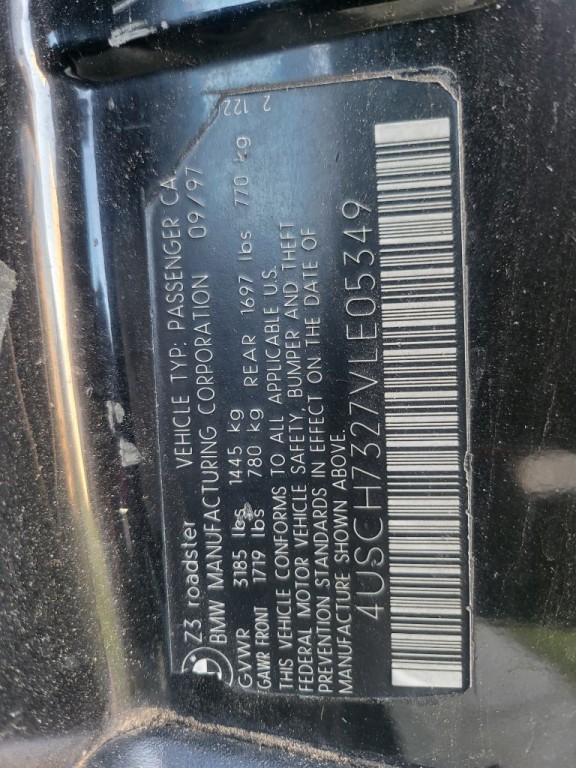 Z3 roadster VEHICLE TYP: PASSENGER CA
BMW MANUFACTURING CORPORATION 09/97
GVWR 3185 lbs 1445 kg
GAWR FRONT 1719 lbs 780 kg REAR 1697 lbs 770 kg
THIS VEHICLE CONFORMS TO ALL APPLICABLE U.S.
FEDERAL MOTOR VEHICLE SAFETY, BUMPER AND THEFT
PREVENTION STANDARDS IN EFFECT ON THE DATE OF
MANUFACTURE SHOWN ABOVE.
4USCH7327VLE05349
2 122